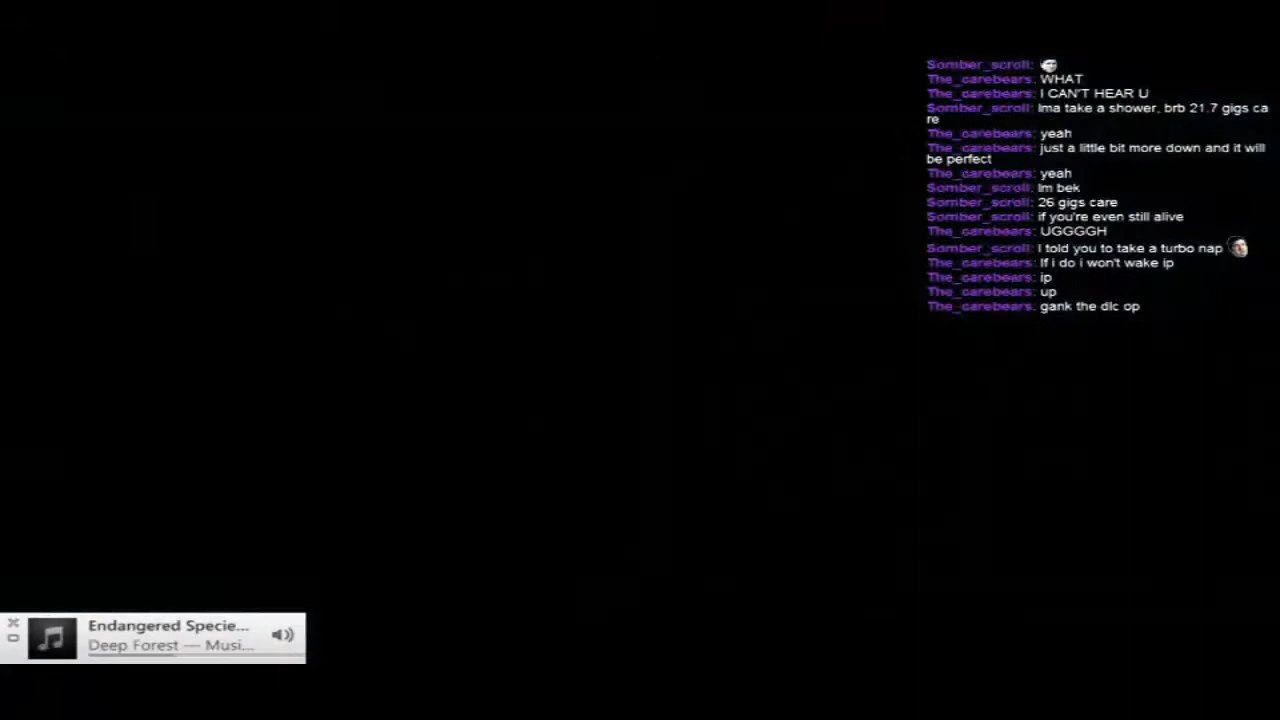 Somber_scroll:
The_carebears: WHAT
The_carebears: I CAN'T HEAR U
Somber_scroll: Ima take a shower, brb 21.7 gigs ca
re
The_carebears: yeah
The_carebears: just a little bit more down and it will
be perfect
The_carebears: yeah
Somber_scroll: Im bek
Somber_scroll: 26 gigs care
Somber_scroll: if you're even still alive
The_carebears: UGGGGH
Somber_scroll: I told you to take a turbo nap
The_carebears: If i do i won't wake ip
The_carebears: ip
The_carebears: up
The_carebears: gank the dlc op
Endangered Specie...
Deep Forest — Musi...